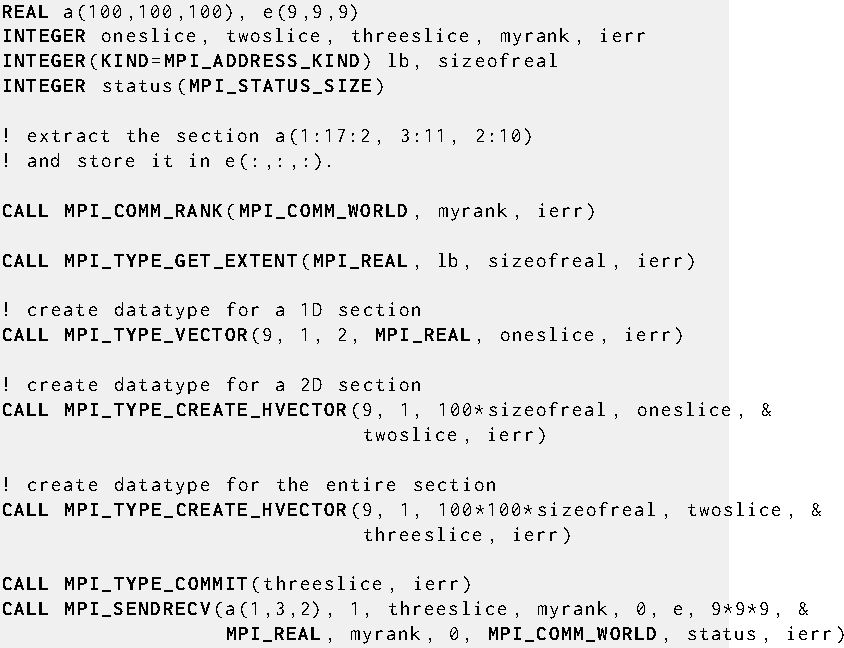 REAL a(100,100,100), e(9,9,9)
INTEGER oneslice, twoslice, threeslice, myrank, ierr
INTEGER(KIND=MPI_ADDRESS_KIND) lb, sizeofreal
INTEGER status(MPI_STATUS_SIZE)
! extract the section a(1:17:2, 3:11, 2:10)
! and store it in e(:,:,:).
CALL MPI_COMM_RANK(MPI_COMM_WORLD, myrank, ierr)
CALL MPI_TYPE_GET_EXTENT(MPI_REAL, lb, sizeofreal, ierr)
! create datatype for a 1D section
CALL MPI_TYPE_VECTOR(9, 1, 2, MPI_REAL, oneslice, ierr)
! create datatype for a 2D section
CALL MPI_TYPE_CREATE_HVECTOR(9, 1, 100*sizeofreal, oneslice, &
twoslice, ierr)
! create datatype for the entire section
CALL MPI_TYPE_CREATE_HVECTOR(9, 1, 100*100*sizeofreal, twoslice, &
threeslice, ierr)
CALL MPI_TYPE_COMMIT(threeslice, ierr)
CALL MPI_SENDRECV(a(1,3,2), 1, threeslice, myrank, 0, e, 9*9*9, &
MPI_REAL, myrank, 0, MPI_COMM_WORLD, status, ierr)